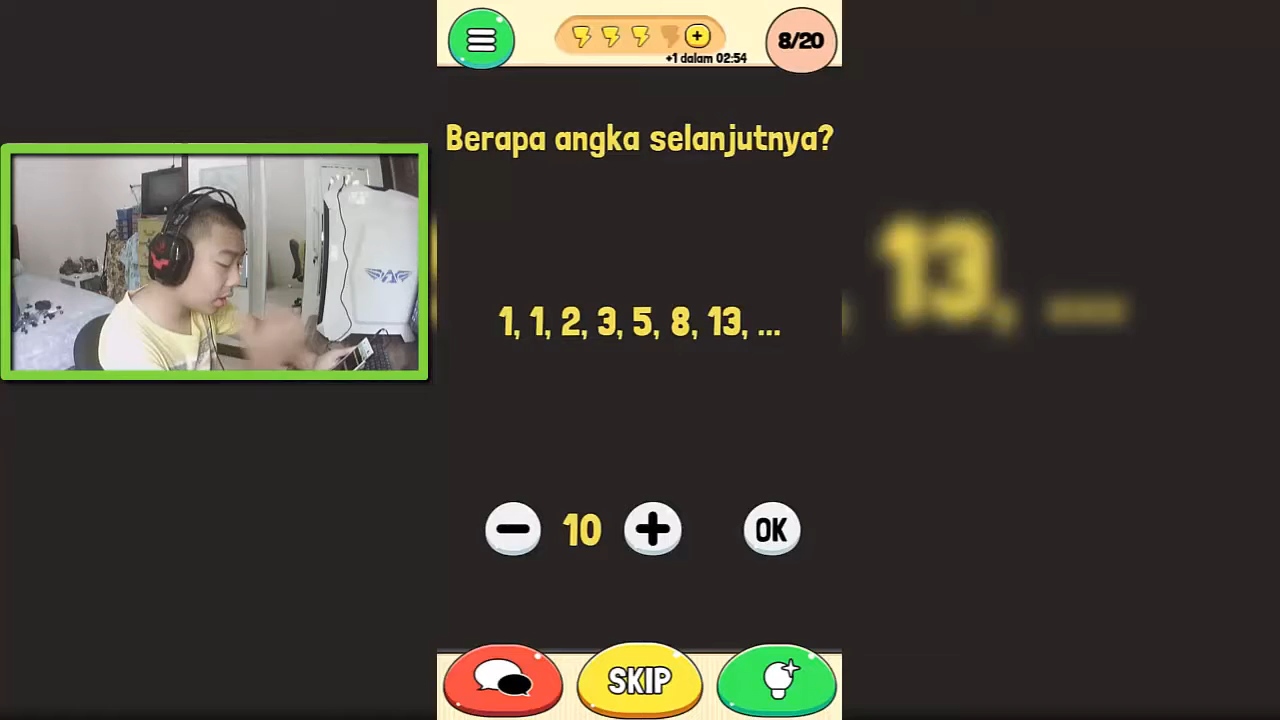 8/20
+1 dalam 02:54
Berapa angka selanjutnya?
1, 1, 2, 3, 5, 8, 13, ...
13, ...
10
OK
SKIP